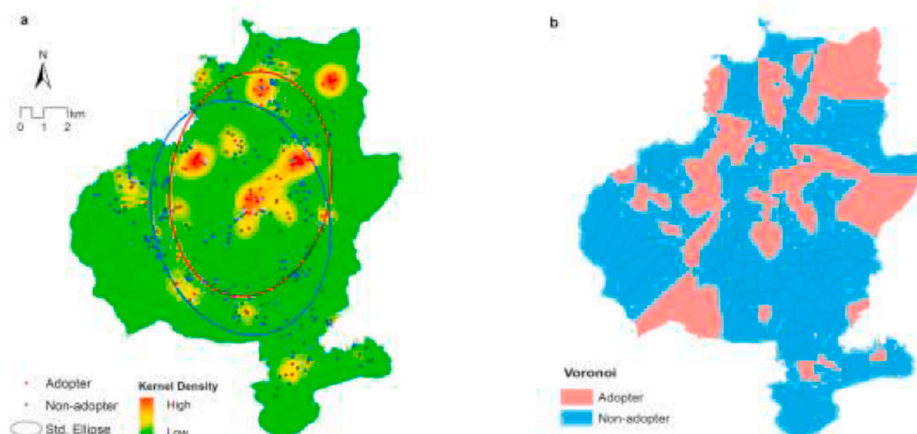 a
N
0 1 2 km
Adopter
Non-adopter
Std. Ellipse
Kernel Density
High
Low
b
Voronoi
Adopter
Non-adopter